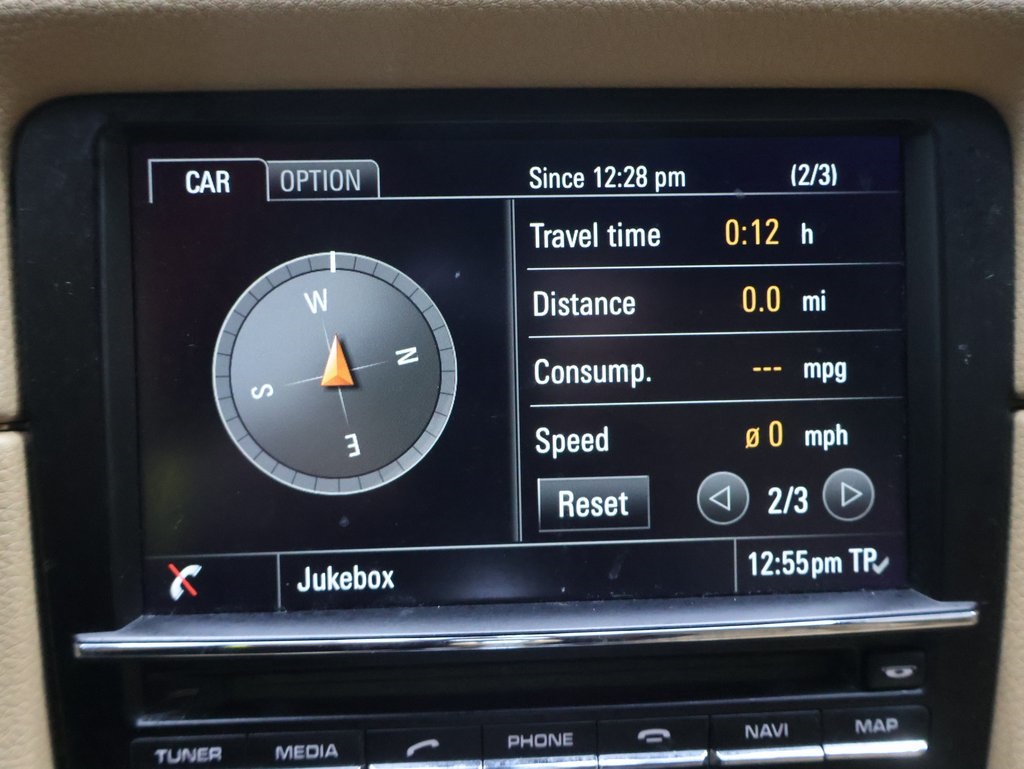 CAR OPTION Since 12:28 pm (2/3)
Travel time 0:12 h
Distance 0.0 mi
Consump. --- mpg
Speed ø 0 mph
W
N
S
E
Reset 2/3
Jukebox 12:55pm TP
TUNER MEDIA PHONE NAVI MAP